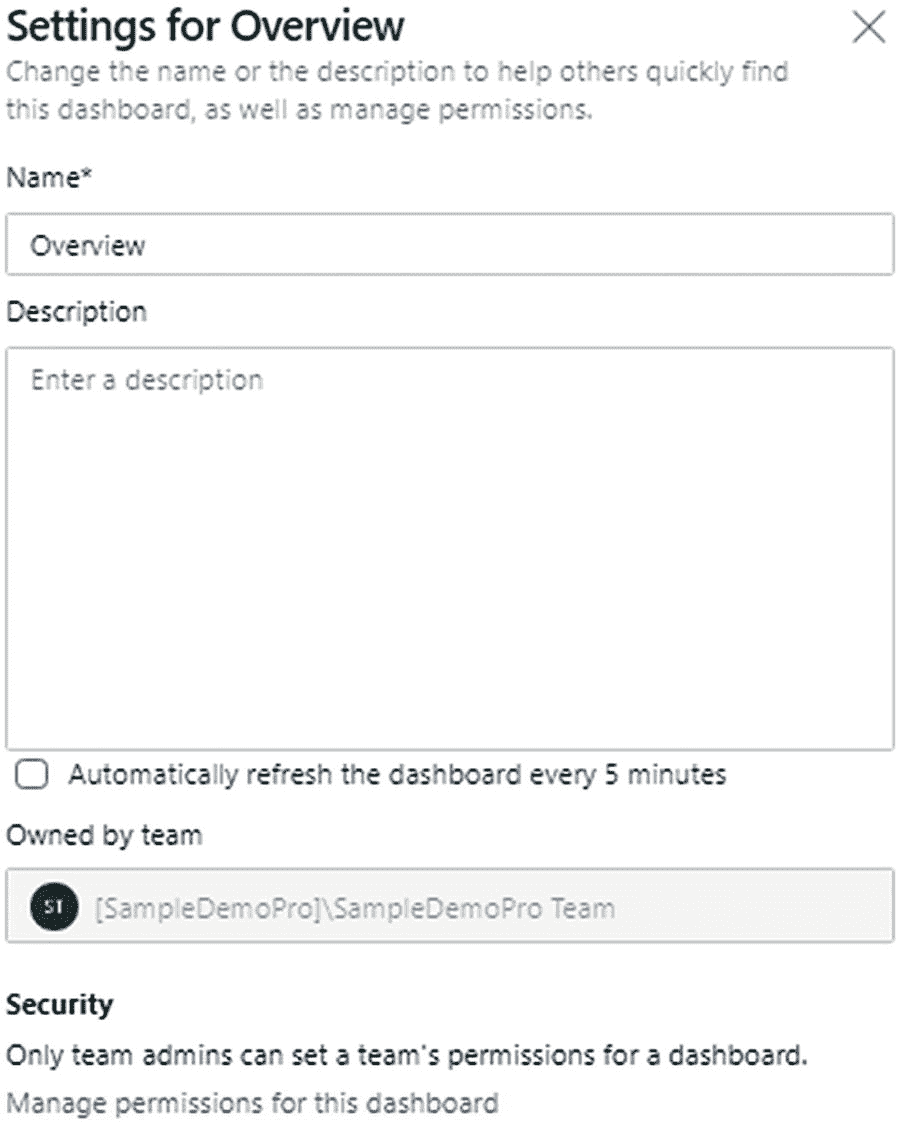 Settings for Overview
Change the name or the description to help others quickly find
this dashboard, as well as manage permissions.
Name*
Overview
Description
Enter a description
Automatically refresh the dashboard every 5 minutes
Owned by team
ST [SampleDemoPro]\SampleDemoPro Team
Security
Only team admins can set a team's permissions for a dashboard.
Manage permissions for this dashboard